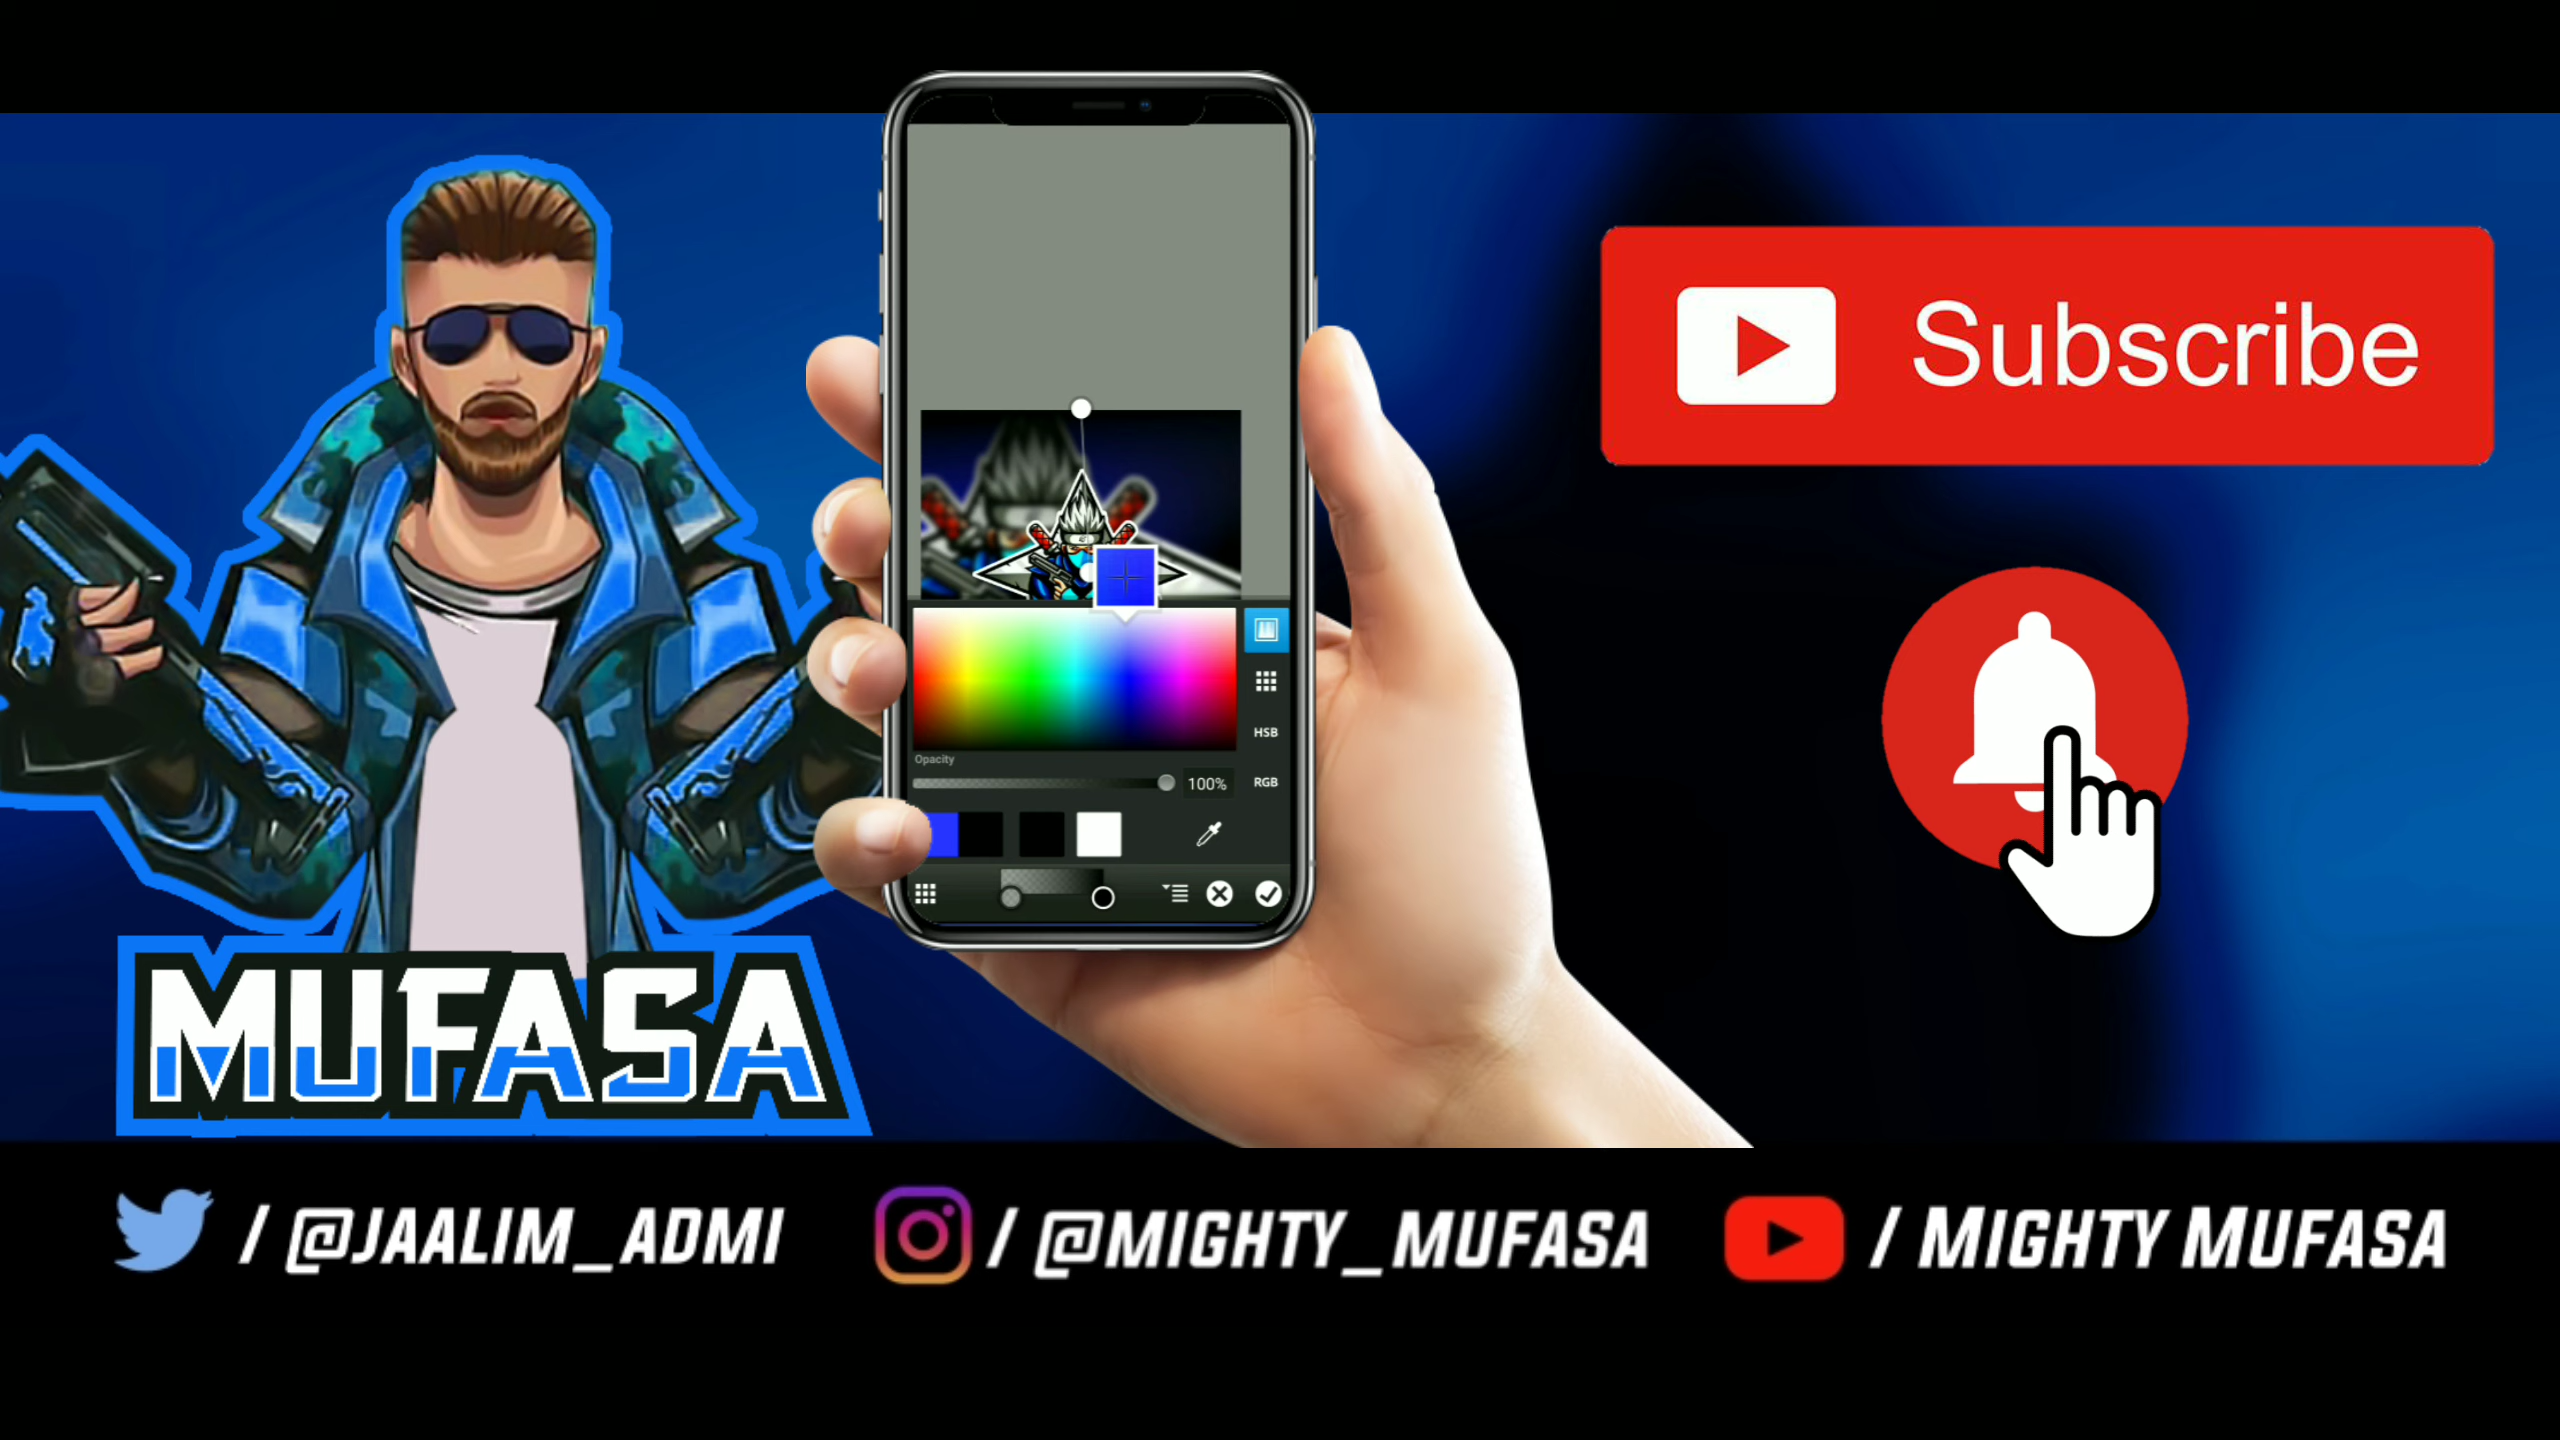 Subscribe
HSB
Opacity
100%
RGB
MUFASA
/ @JAALIM_ADMI
/ @MIGHTY_MUFASA
/ MIGHTY MUFASA